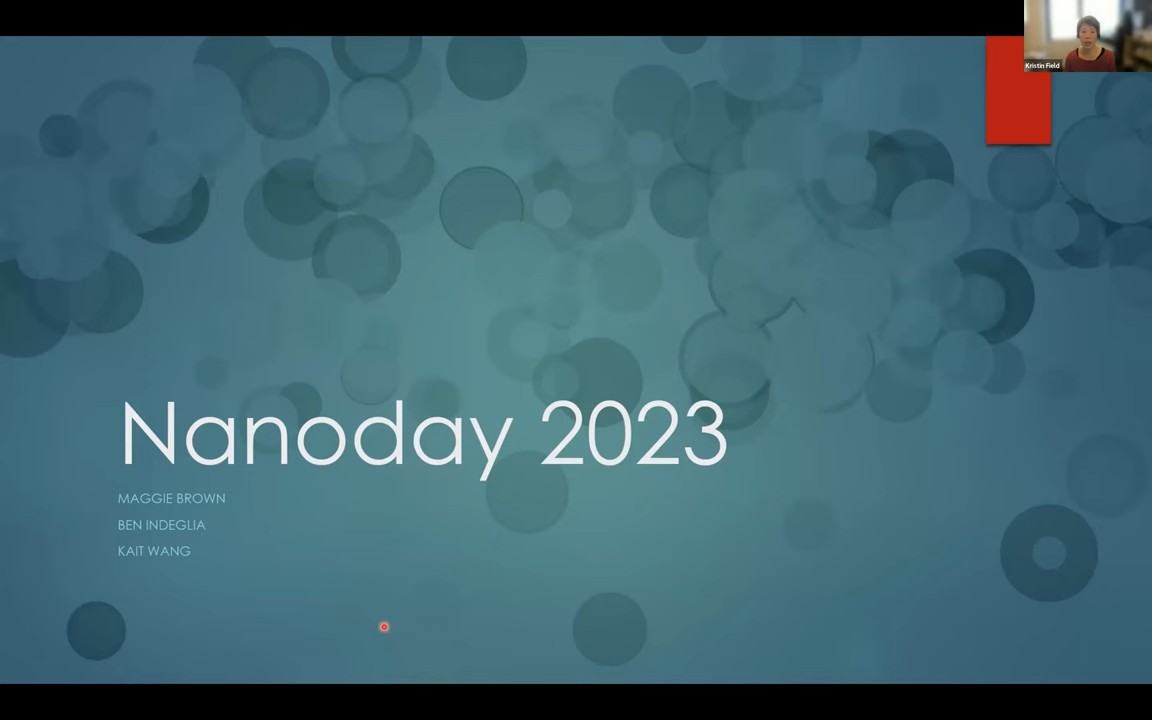 Kristin Field
Nanoday 2023
MAGGIE BROWN
BEN INDEGLIA
KAIT WANG